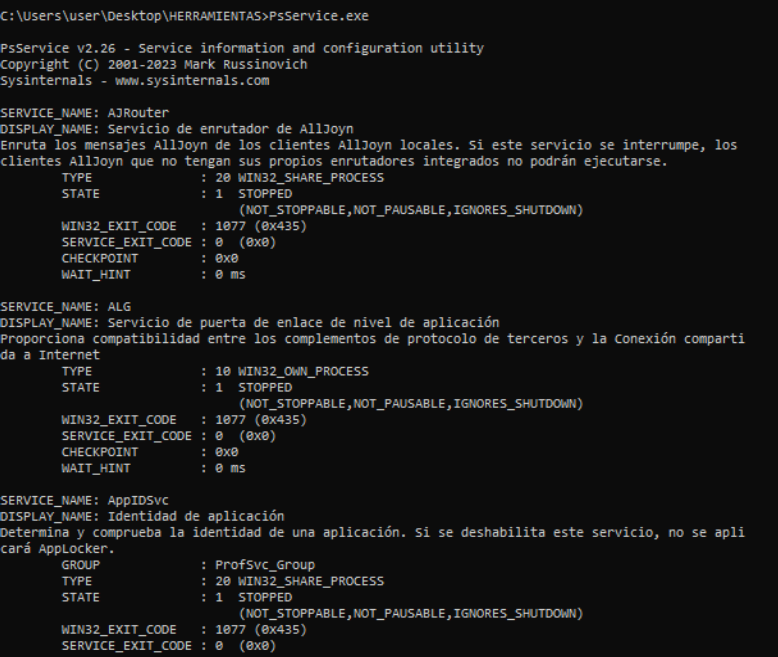 C:\Users\user\Desktop\HERRAMIENTAS>PsService.exe

PsService v2.26 - Service information and configuration utility
Copyright (C) 2001-2023 Mark Russinovich
Sysinternals - www.sysinternals.com

SERVICE_NAME: AJRouter
DISPLAY_NAME: Servicio de enrutador de AllJoyn
Enruta los mensajes AllJoyn de los clientes AllJoyn locales. Si este servicio se interrumpe, los
clientes AllJoyn que no tengan sus propios enrutadores integrados no podrán ejecutarse.
        TYPE              : 20 WIN32_SHARE_PROCESS
        STATE             : 1  STOPPED
                               (NOT_STOPPABLE,NOT_PAUSABLE,IGNORES_SHUTDOWN)
        WIN32_EXIT_CODE   : 1077 (0x435)
        SERVICE_EXIT_CODE : 0  (0x0)
        CHECKPOINT        : 0x0
        WAIT_HINT         : 0 ms

SERVICE_NAME: ALG
DISPLAY_NAME: Servicio de puerta de enlace de nivel de aplicación
Proporciona compatibilidad entre los complementos de protocolo de terceros y la Conexión comparti
da a Internet
        TYPE              : 10 WIN32_OWN_PROCESS
        STATE             : 1  STOPPED
                               (NOT_STOPPABLE,NOT_PAUSABLE,IGNORES_SHUTDOWN)
        WIN32_EXIT_CODE   : 1077 (0x435)
        SERVICE_EXIT_CODE : 0  (0x0)
        CHECKPOINT        : 0x0
        WAIT_HINT         : 0 ms

SERVICE_NAME: AppIDSvc
DISPLAY_NAME: Identidad de aplicación
Determina y comprueba la identidad de una aplicación. Si se deshabilita este servicio, no se apli
cará AppLocker.
        GROUP             : ProfSvc_Group
        TYPE              : 20 WIN32_SHARE_PROCESS
        STATE             : 1  STOPPED
                               (NOT_STOPPABLE,NOT_PAUSABLE,IGNORES_SHUTDOWN)
        WIN32_EXIT_CODE   : 1077 (0x435)
        SERVICE_EXIT_CODE : 0  (0x0)